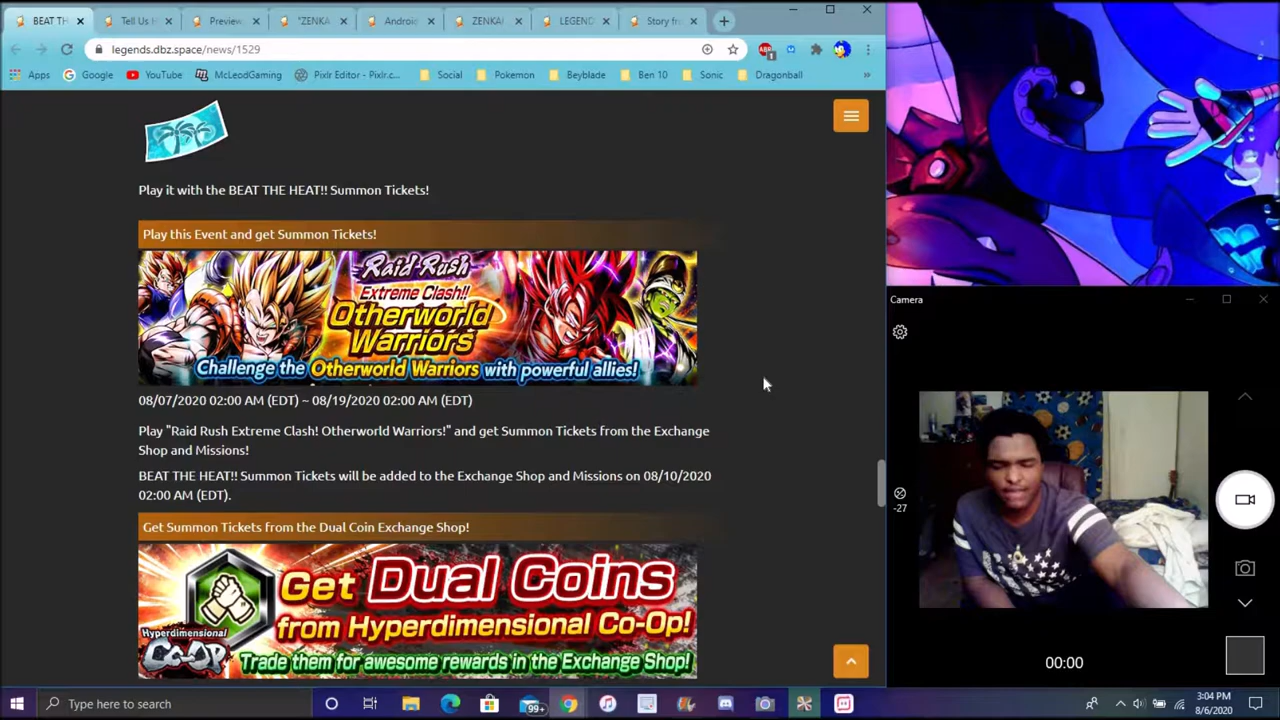 BEAT TH
Tell Us H
Preview
"ZENKA
Android
ZENKAI
LEGEND
Story fr
legends.dbz.space/news/1529
ABP
1
Apps
Google
YouTube
McLeodGaming
Pixlr Editor - Pixlr.c...
Social
Pokemon
Beyblade
Ben 10
Sonic
Dragonball
»
Play it with the BEAT THE HEAT!! Summon Tickets!
Play this Event and get Summon Tickets!
Raid Rush
Extreme Clash!!
Otherworld
Warriors
Challenge the Otherworld Warriors with powerful allies!
08/07/2020 02:00 AM (EDT) ~ 08/19/2020 02:00 AM (EDT)
Play "Raid Rush Extreme Clash! Otherworld Warriors!" and get Summon Tickets from the Exchange
Shop and Missions!
BEAT THE HEAT!! Summon Tickets will be added to the Exchange Shop and Missions on 08/10/2020
02:00 AM (EDT).
Get Summon Tickets from the Dual Coin Exchange Shop!
Get Dual Coins
from Hyperdimensional Co-Op!
Hyperdimensional
CO-OP
Trade them for awesome rewards in the Exchange Shop!
Camera
-27
00:00
Type here to search
99+
3:04 PM
8/6/2020